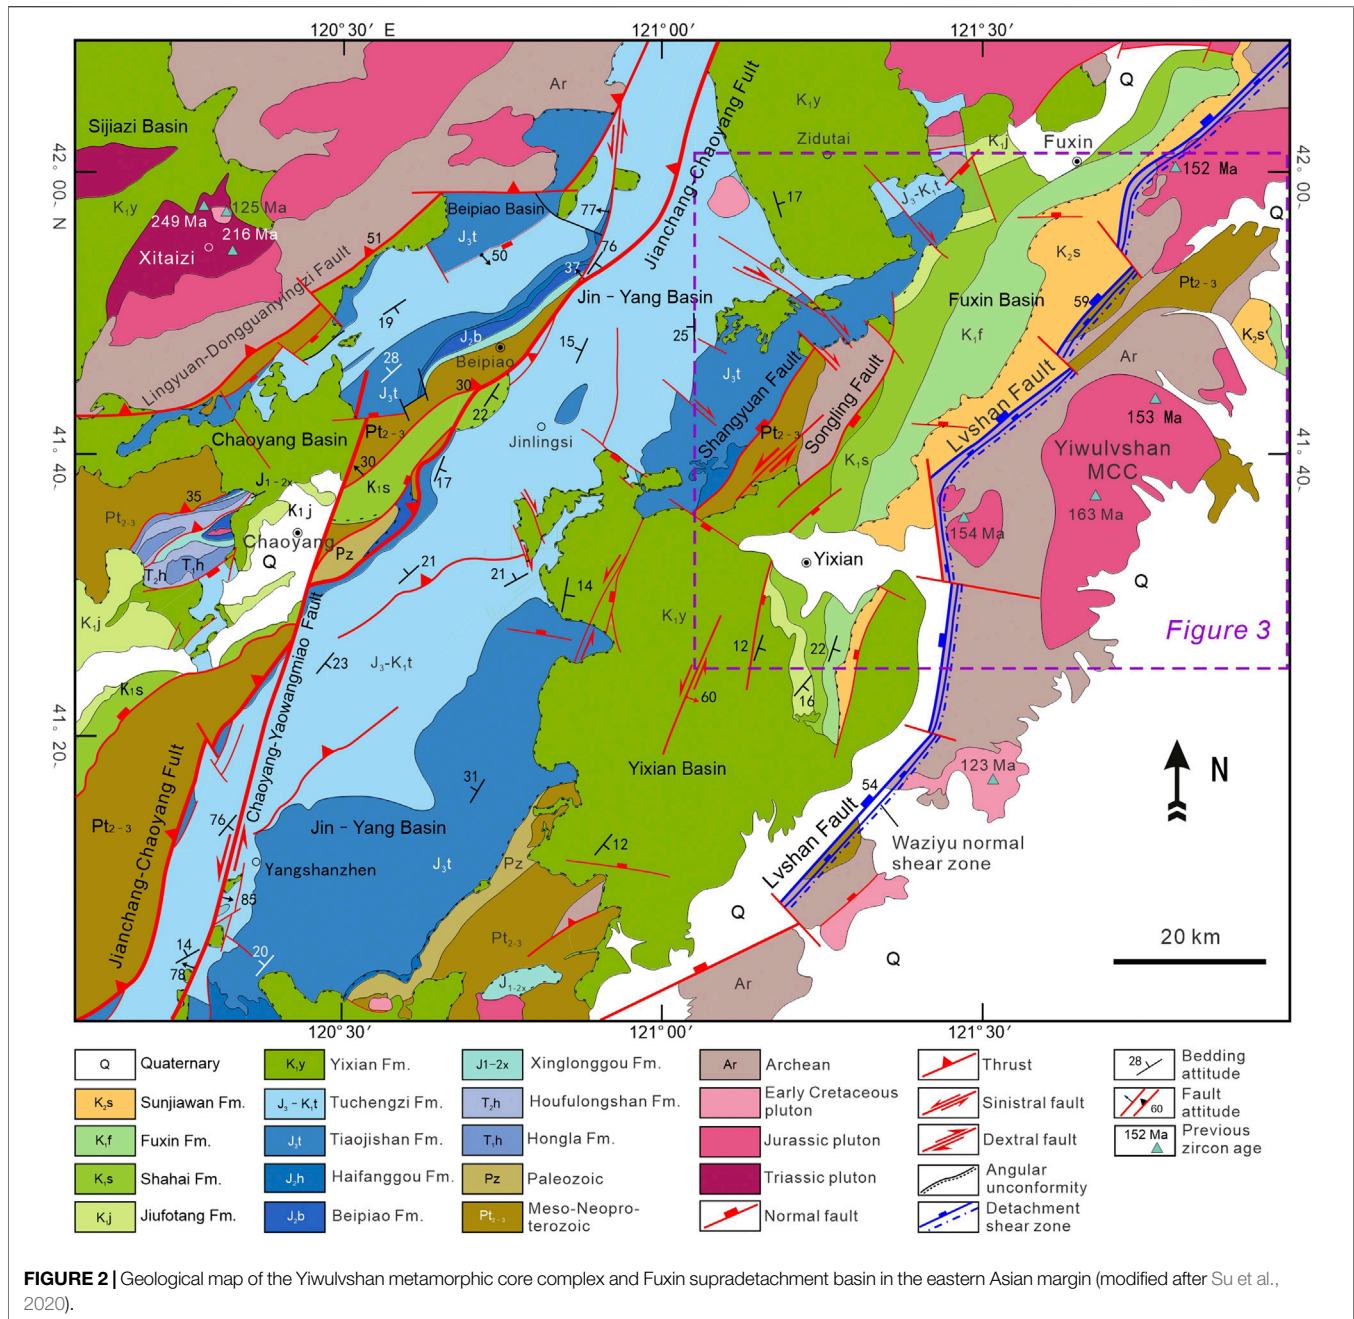 120°30′ E
121°00′
121°30′
42°00′ N
41°40′
41°20′
42°00′
41°40′
Sijiazi Basin
K₁y
249 Ma
125 Ma
216 Ma
Xitaizi
Ar
Beipiao Basin
J₃t
51
50
77
76
37
Lingyuan-Dongguanyingzi Fault
Jianchang-Chaoyang Fult
Jin – Yang Basin
19
28
J₃t
J₂b
Beipiao
30
22
15
25
Jinlingsi
Chaoyang Basin
Pt₂₋₃
30
K₁s
17
J₁₋₂x
35
Pt₂₋₃
K₁j
Chaoyang
Q
T₂h
T₁h
Pz
K₁j
K₁s
21
21
14
23
J₃-K₁t
Chaoyang-Yaowangmiao Fault
Jianchang-Chaoyang Fult
Pt₂₋₃
76
31
Jin – Yang Basin
J₃t
Yangshanzhen
85
14
78
20
Pz
Pt₂₋₃
J₁₋₂x
K₁y
Zidutai
17
J₃-K₁t
K₁j
Fuxin
Q
152 Ma
Q
K₂s
Pt₂₋₃
59
K₂s
Fuxin Basin
K₁f
Ar
J₃t
Shangyuan Fault
Pt₂₋₃
Songling Fault
K₁s
Lvshan Fault
153 Ma
Yiwulvshan
MCC
163 Ma
154 Ma
Q
Yixian
K₁y
12
22
16
60
Figure 3
Yixian Basin
12
54
123 Ma
Lvshan Fault
Waziyu normal
shear zone
Q
Q
Ar
N
20 km
120°30′
121°00′
121°30′
Q Quaternary
K₂s Sunjiawan Fm.
K₁f Fuxin Fm.
K₁s Shahai Fm.
K₁j Jiufotang Fm.
K₁y Yixian Fm.
J₃-K₁t Tuchengzi Fm.
J₃t Tiaojishan Fm.
J₂h Haifanggou Fm.
J₂b Beipiao Fm.
J1-2x Xinglonggou Fm.
T₂h Houfulongshan Fm.
T₁h Hongla Fm.
Pz Paleozoic
Pt₂₋₃ Meso-Neopro-
terozoic
Ar Archean
Early Cretaceous
pluton
Jurassic pluton
Triassic pluton
Normal fault
Thrust
Sinistral fault
Dextral fault
Angular
unconformity
Detachment
shear zone
28 Bedding
attitude
60 Fault
attitude
152 Ma Previous
zircon age
FIGURE 2 | Geological map of the Yiwulvshan metamorphic core complex and Fuxin supradetachment basin in the eastern Asian margin (modified after Su et al.,
2020).